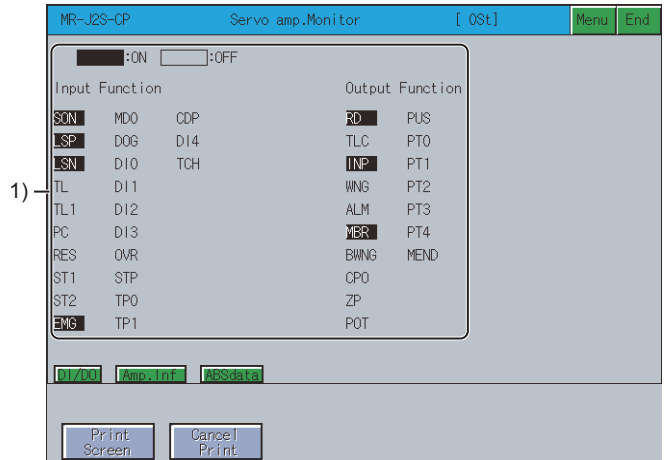 MR-J2S-CP Servo amp.Monitor [ 0St] Menu End
:ON :OFF
Input Function Output Function
SON MDO CDP RD PUS
LSP DOG DI4 TLC PT0
LSN DI0 TCH INP PT1
1) TL DI1 WNG PT2
TL1 DI2 ALM PT3
PC DI3 MBR PT4
RES OVR BWNG MEND
ST1 STP CPO
ST2 TP0 ZP
EMG TP1 POT
DI/DO Amp.Inf ABSdata
Print Screen Cancel Print